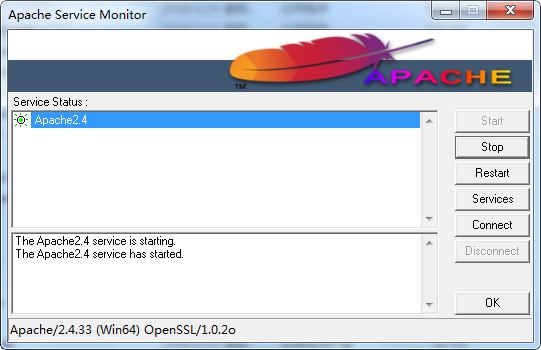 Apache Service Monitor
TM
APACHE
Service Status :
Apache2.4
Start
Stop
Restart
Services
Connect
Disconnect
The Apache2.4 service is starting.
The Apache2.4 service has started.
OK
Apache/2.4.33 (Win64) OpenSSL/1.0.2o